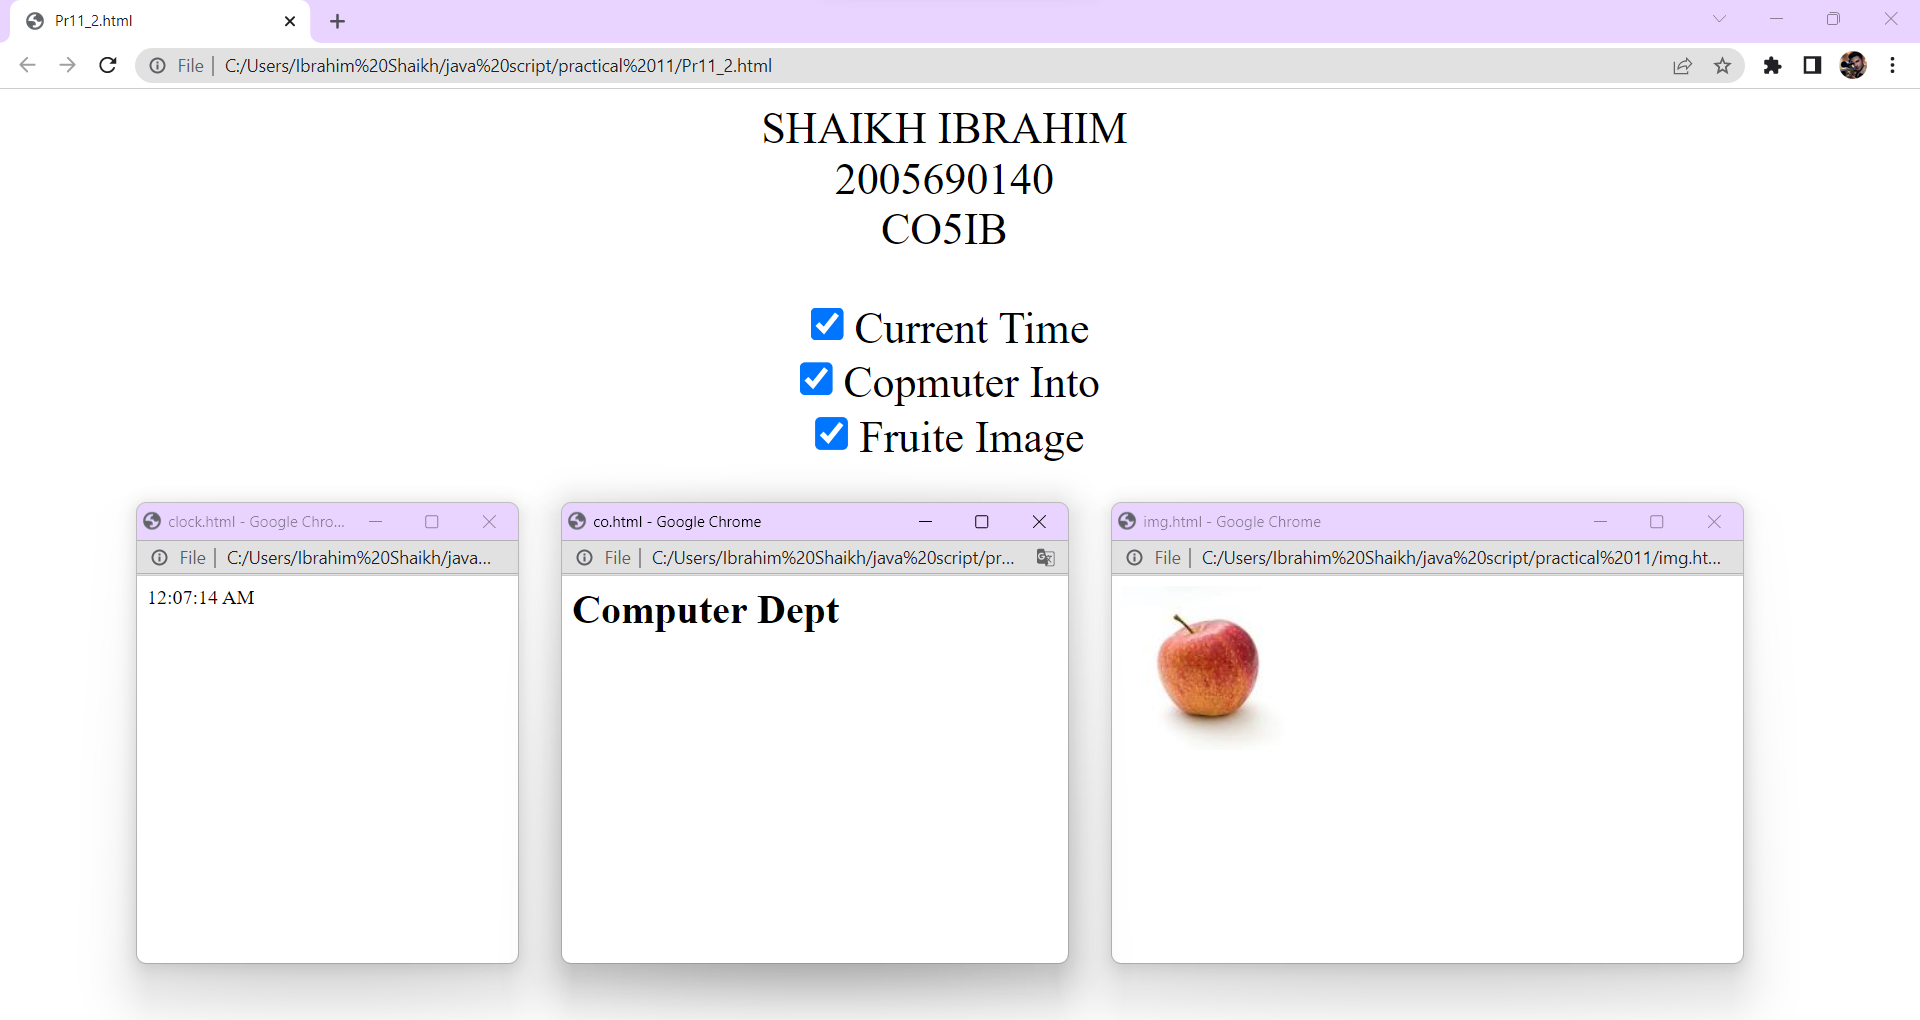 Pr11_2.html
File | C:/Users/Ibrahim%20Shaikh/java%20script/practical%2011/Pr11_2.html
SHAIKH IBRAHIM
2005690140
CO5IB
Current Time
Copmuter Into
Fruite Image
clock.html - Google Chro...
File | C:/Users/Ibrahim%20Shaikh/java...
12:07:14 AM
co.html - Google Chrome
File | C:/Users/Ibrahim%20Shaikh/java%20script/pr...
Computer Dept
img.html - Google Chrome
File | C:/Users/Ibrahim%20Shaikh/java%20script/practical%2011/img.ht...